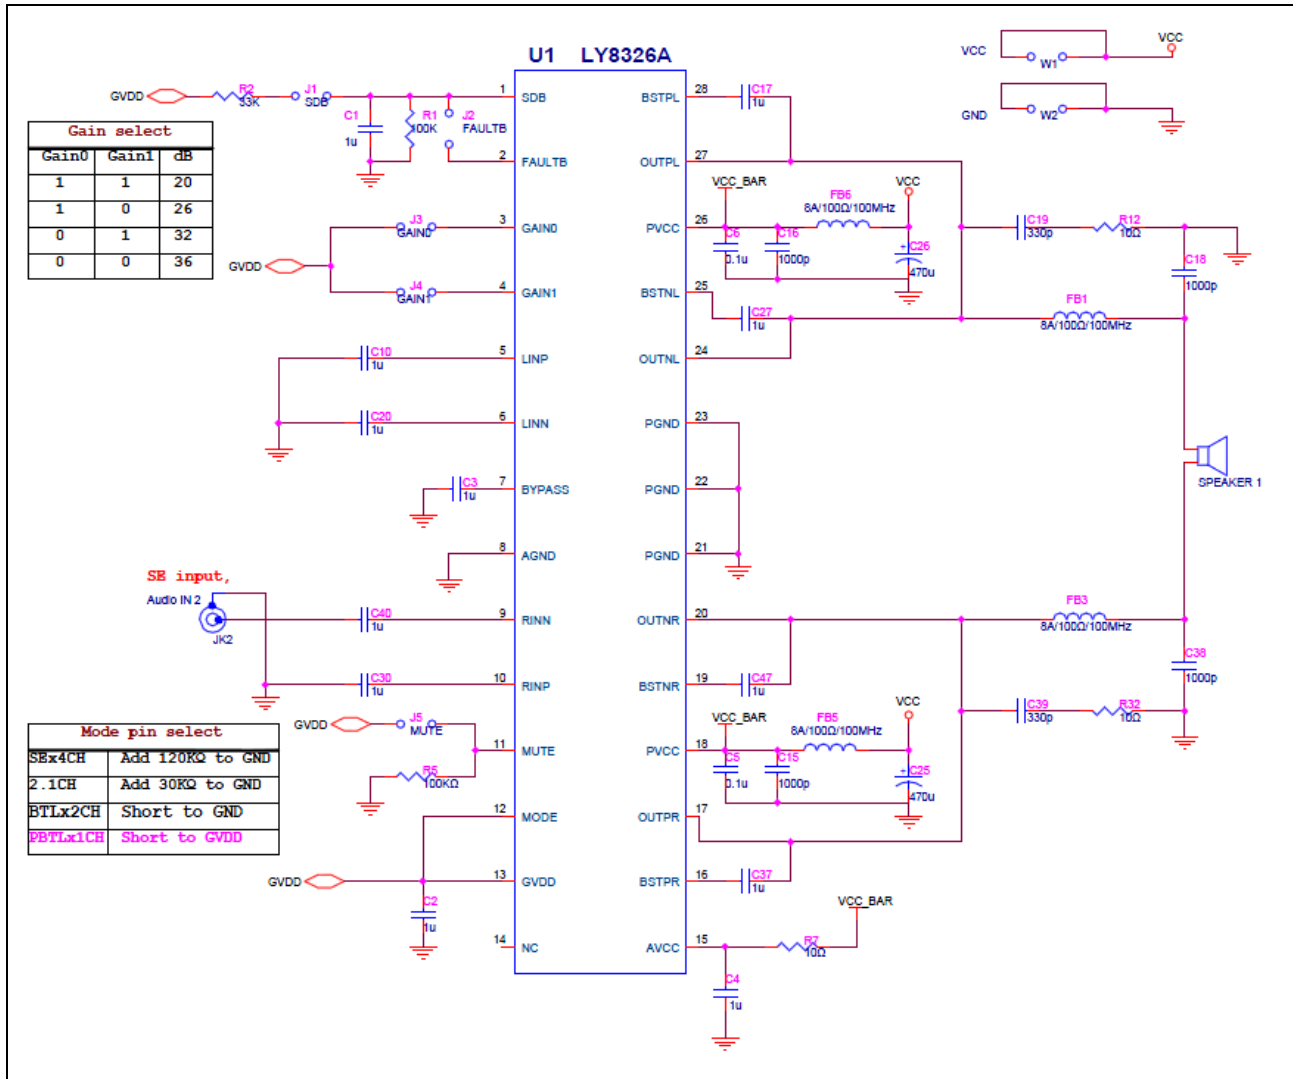 U1 LY8326A
VCC
W1
VCC
GND
W2
GVDD
R2
33K
J1
SDB
C1
1u
R1
100K
J2
FAULTB
1
SDB
2
FAULTB
Gain select
Gain0 Gain1 dB
1 1 20
1 0 26
0 1 32
0 0 36
GVDD
J3
GAIN0
3
GAIN0
J4
GAIN1
4
GAIN1
C10
1u
5
LINP
C20
1u
6
LINN
C3
1u
7
BYPASS
8
AGND
SE input,
Audio IN 2
JK2
C40
1u
9
RINN
C30
1u
10
RINP
GVDD
J5
MUTE
11
MUTE
R5
100KΩ
12
MODE
Mode pin select
SEx4CH Add 120KΩ to GND
2.1CH Add 30KΩ to GND
BTLx2CH Short to GND
PBTLx1CH Short to GVDD
GVDD
13
GVDD
C2
1u
14
NC
28
BSTPL
C17
1u
27
OUTPL
VCC_BAR
FB6
8A/100Ω/100MHz
VCC
26
PVCC
C6
0.1u
C16
1000p
C26
470u
+
C19
330p
R12
10Ω
C18
1000p
25
BSTNL
C27
1u
FB1
8A/100Ω/100MHz
24
OUTNL
23
PGND
22
PGND
21
PGND
SPEAKER 1
20
OUTNR
FB3
8A/100Ω/100MHz
19
BSTNR
C47
1u
C38
1000p
C39
330p
R32
10Ω
VCC_BAR
FB5
8A/100Ω/100MHz
VCC
18
PVCC
C5
0.1u
C15
1000p
C25
470u
+
17
OUTPR
16
BSTPR
C37
1u
VCC_BAR
15
AVCC
R7
10Ω
C4
1u